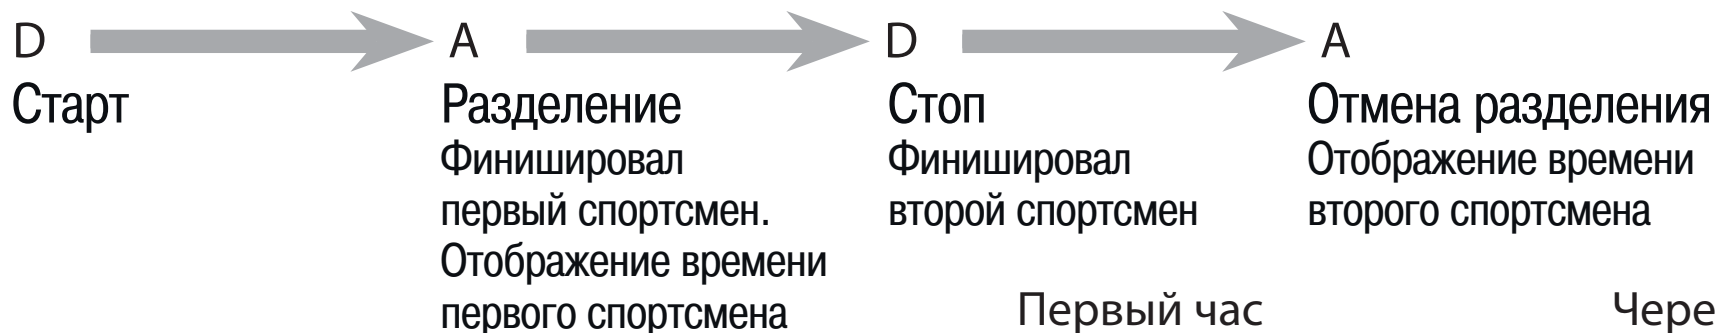 D A D A
Старт Разделение Стоп Отмена разделения
Финишировал Финишировал Отображение времени
первый спортсмен. второй спортсмен второго спортсмена
Отображение времени
первого спортсмена Первый час Чере